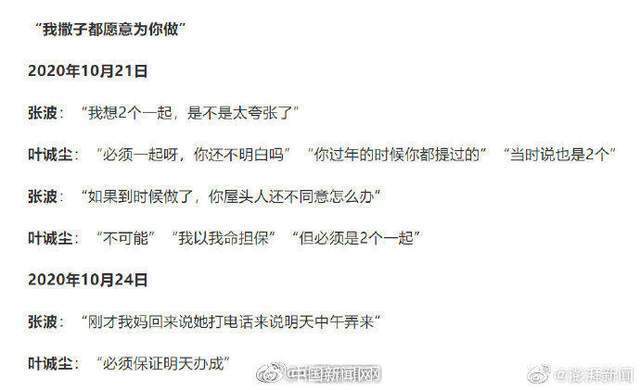 “我撒子都愿意为你做”
2020年10月21日
张波：“我想2个一起，是不是太夸张了”
叶诚尘：“必须一起呀，你还不明白吗”“你过年的时候你都提过的”“当时说也是2个”
张波：“如果到时候做了，你屋头人还不同意怎么办”
叶诚尘：“不可能”“我以我命担保”“但必须是2个一起”
2020年10月24日
张波：“刚才我妈回来说她打电话来说明天中午弄来”
叶诚尘：“必须保证明天办成”
@中国新闻网
@澎湃新闻